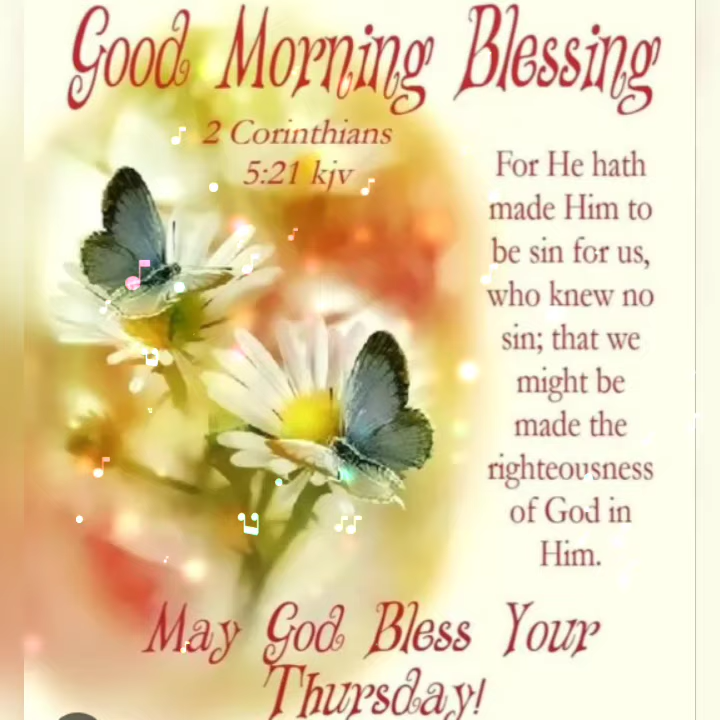 Good Morning Blessing
2 Corinthians
5:21 kjv
For He hath
made Him to
be sin for us,
who knew no
sin; that we
might be
made the
righteousness
of God in
Him.
May God Bless Your
Thursday!